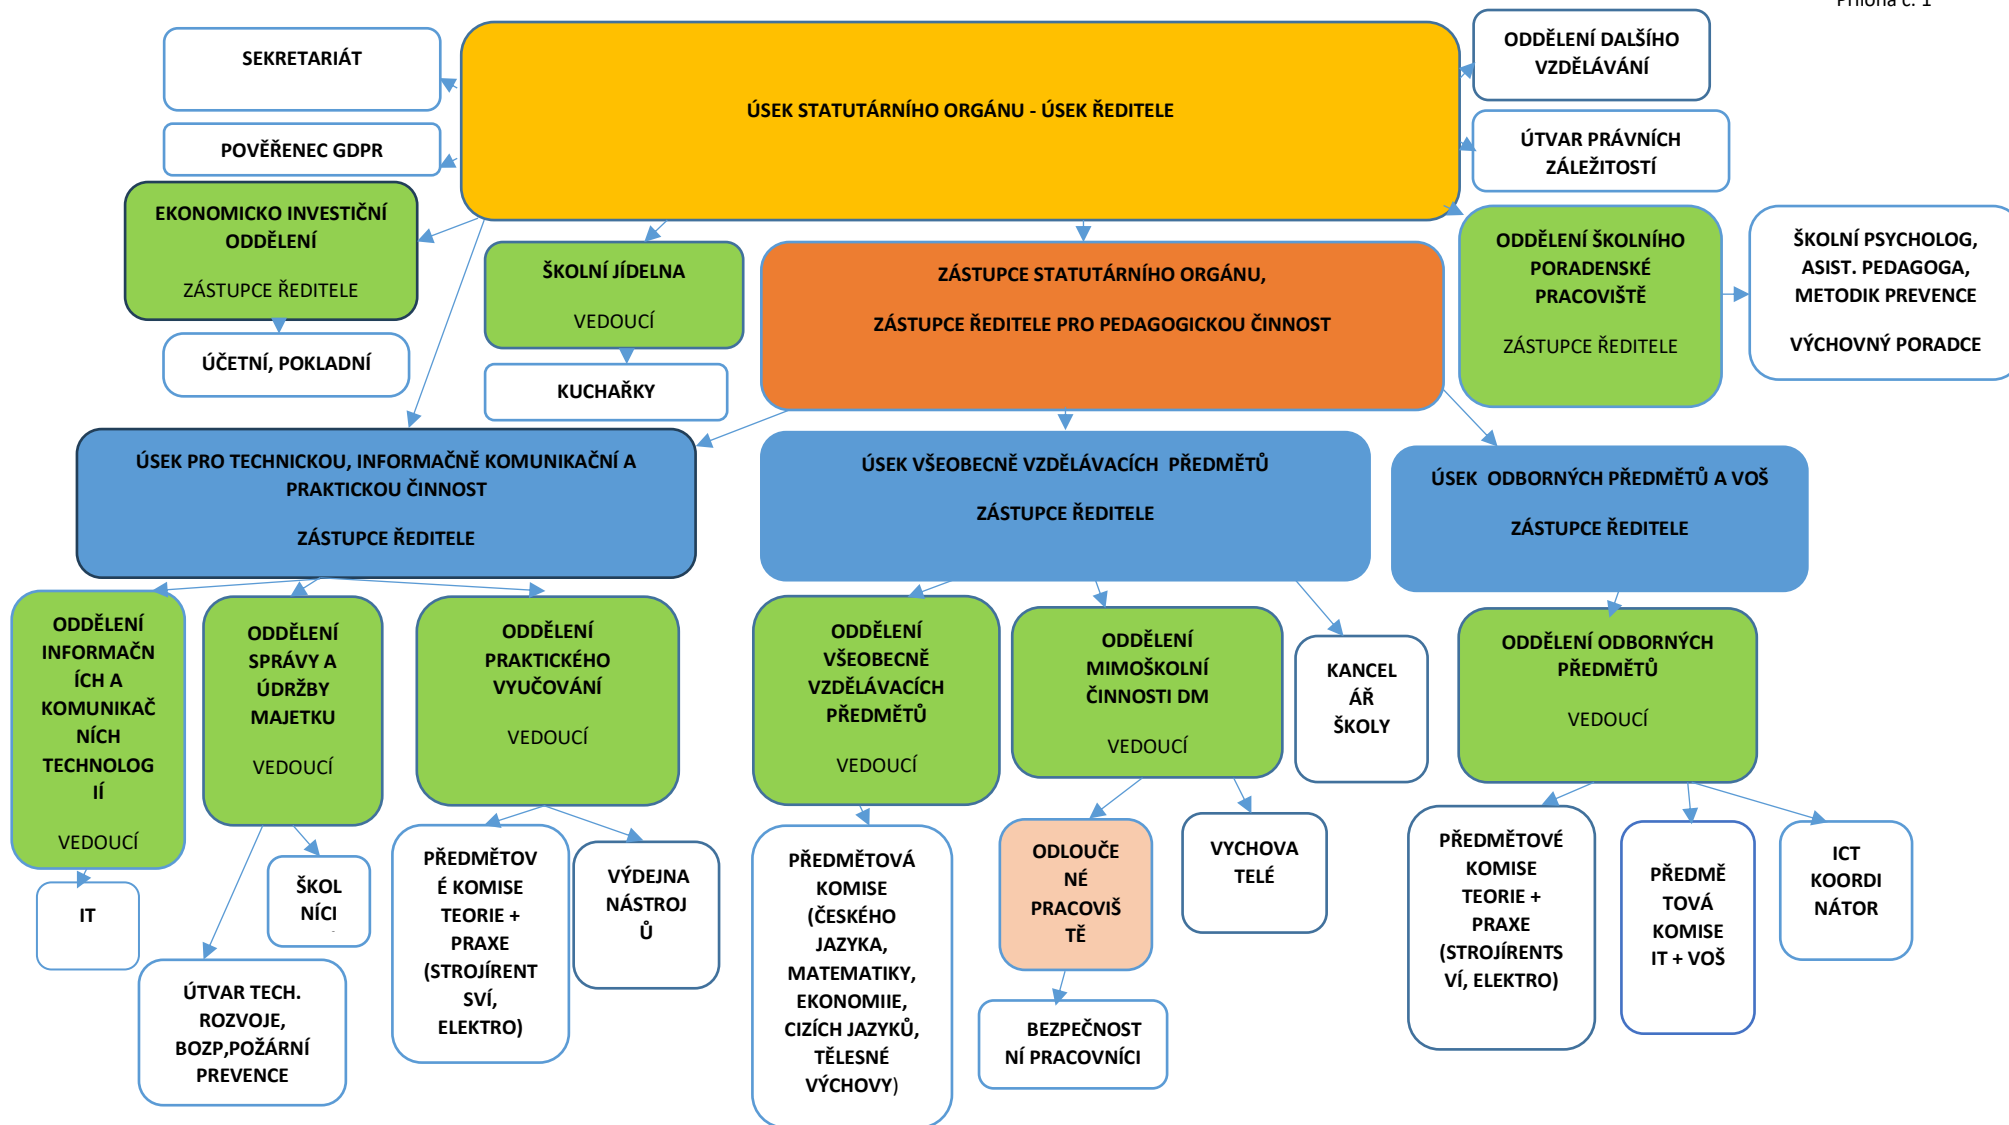 Příloha č. 1
SEKRETARIÁT
POVĚŘENEC GDPR
ÚSEK STATUTÁRNÍHO ORGÁNU - ÚSEK ŘEDITELE
ODDĚLENÍ DALŠÍHO
VZDĚLÁVÁNÍ
ÚTVAR PRÁVNÍCH
ZÁLEŽITOSTÍ
EKONOMICKO INVESTIČNÍ
ODDĚLENÍ
ZÁSTUPCE ŘEDITELE
ÚČETNÍ, POKLADNÍ
ŠKOLNÍ JÍDELNA
VEDOUCÍ
KUCHAŘKY
ZÁSTUPCE STATUTÁRNÍHO ORGÁNU,
ZÁSTUPCE ŘEDITELE PRO PEDAGOGICKOU ČINNOST
ODDĚLENÍ ŠKOLNÍHO
PORADENSKÉ
PRACOVIŠTĚ
ZÁSTUPCE ŘEDITELE
ŠKOLNÍ PSYCHOLOG,
ASIST. PEDAGOGA,
METODIK PREVENCE
VÝCHOVNÝ PORADCE
ÚSEK PRO TECHNICKOU, INFORMAČNĚ KOMUNIKAČNÍ A
PRAKTICKOU ČINNOST
ZÁSTUPCE ŘEDITELE
ÚSEK VŠEOBECNĚ VZDĚLÁVACÍCH  PŘEDMĚTŮ
ZÁSTUPCE ŘEDITELE
ÚSEK  ODBORNÝCH PŘEDMĚTŮ A VOŠ
ZÁSTUPCE ŘEDITELE
ODDĚLENÍ
INFORMAČN
ÍCH A
KOMUNIKAČ
NÍCH
TECHNOLOG
IÍ
VEDOUCÍ
ODDĚLENÍ
SPRÁVY A
ÚDRŽBY
MAJETKU
VEDOUCÍ
ODDĚLENÍ
PRAKTICKÉHO
VYUČOVÁNÍ
VEDOUCÍ
ODDĚLENÍ
VŠEOBECNĚ
VZDĚLÁVACÍCH
PŘEDMĚTŮ
VEDOUCÍ
ODDĚLENÍ
MIMOŠKOLNÍ
ČINNOSTI DM
VEDOUCÍ
KANCEL
ÁŘ
ŠKOLY
ODDĚLENÍ ODBORNÝCH
PŘEDMĚTŮ
VEDOUCÍ
IT
ŠKOL
NÍCI
ÚTVAR TECH.
ROZVOJE,
BOZP,POŽÁRNÍ
PREVENCE
PŘEDMĚTOV
É KOMISE
TEORIE +
PRAXE
(STROJÍRENT
SVÍ,
ELEKTRO)
VÝDEJNA
NÁSTROJ
Ů
PŘEDMĚTOVÁ
KOMISE
(ČESKÉHO
JAZYKA,
MATEMATIKY,
EKONOMIIE,
CIZÍCH JAZYKŮ,
TĚLESNÉ
VÝCHOVY)
ODLOUČE
NÉ
PRACOVIŠ
TĚ
BEZPEČNOST
NÍ PRACOVNÍCI
VYCHOVA
TELÉ
PŘEDMĚTOVÉ
KOMISE
TEORIE +
PRAXE
(STROJÍRENTS
VÍ, ELEKTRO)
PŘEDMĚ
TOVÁ
KOMISE
IT + VOŠ
ICT
KOORDI
NÁTOR